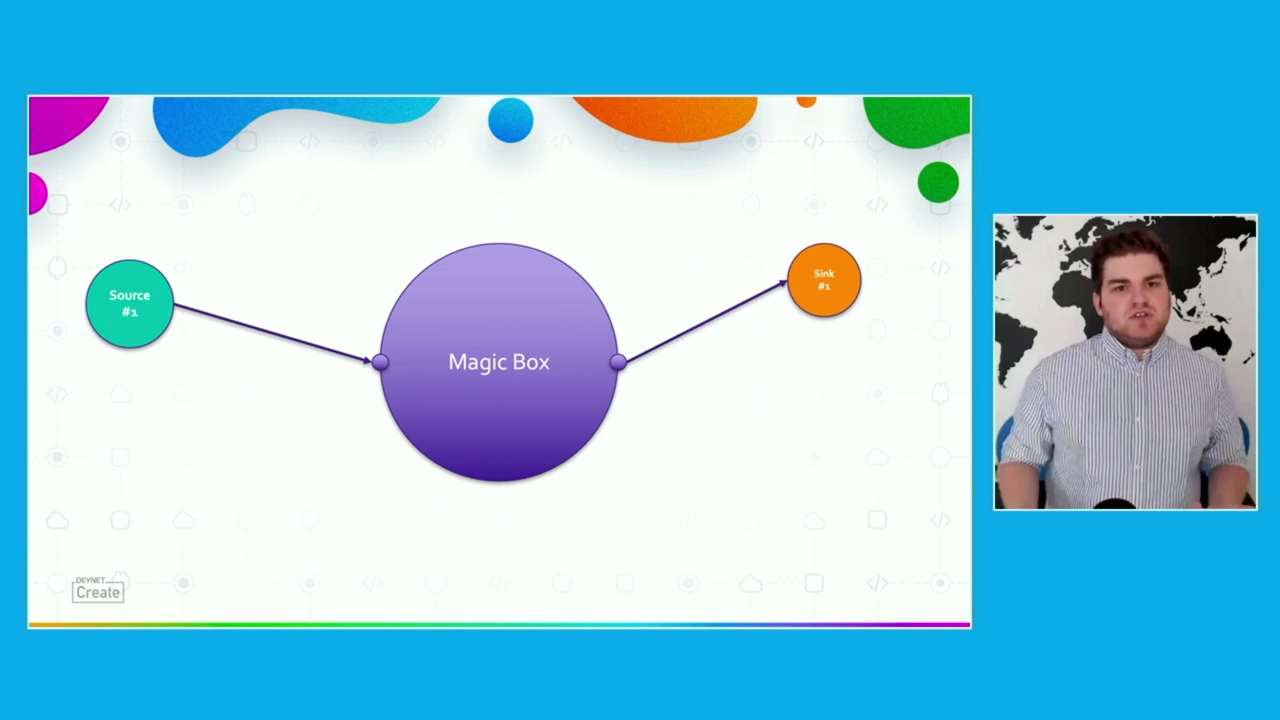 Source
#1
Magic Box
Sink
#1
DEVNET
Create